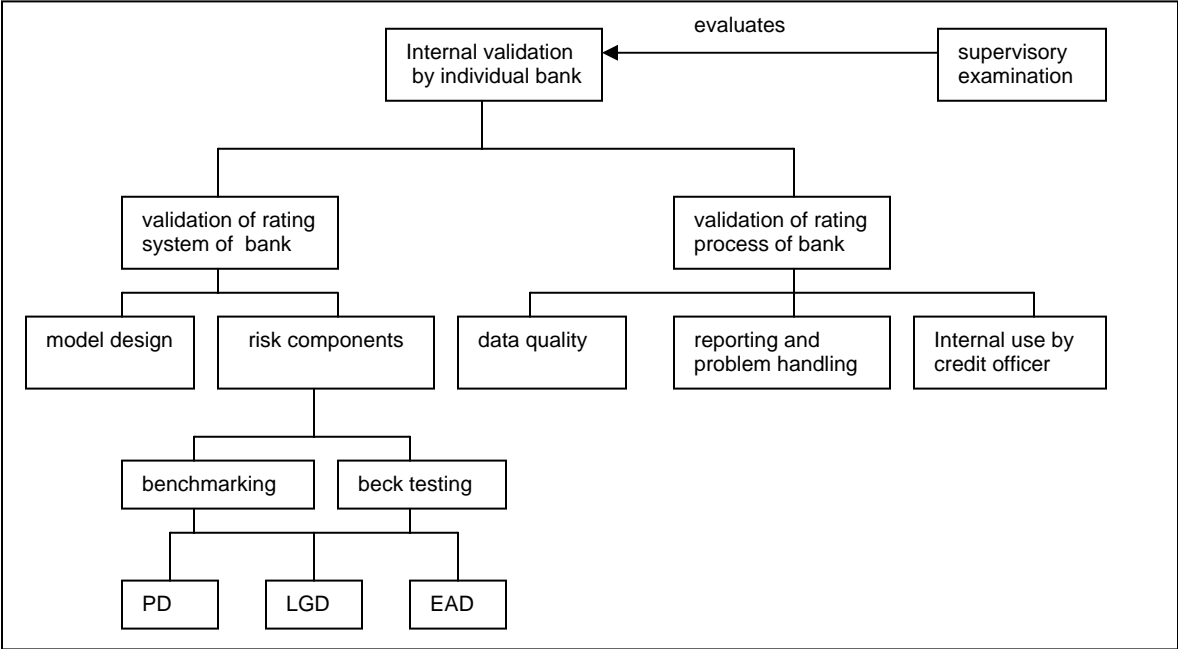 evaluates
Internal validation
by individual bank
supervisory
examination
validation of rating
system of bank
validation of rating
process of bank
model design
risk components
data quality
reporting and
problem handling
Internal use by
credit officer
benchmarking
beck testing
PD
LGD
EAD